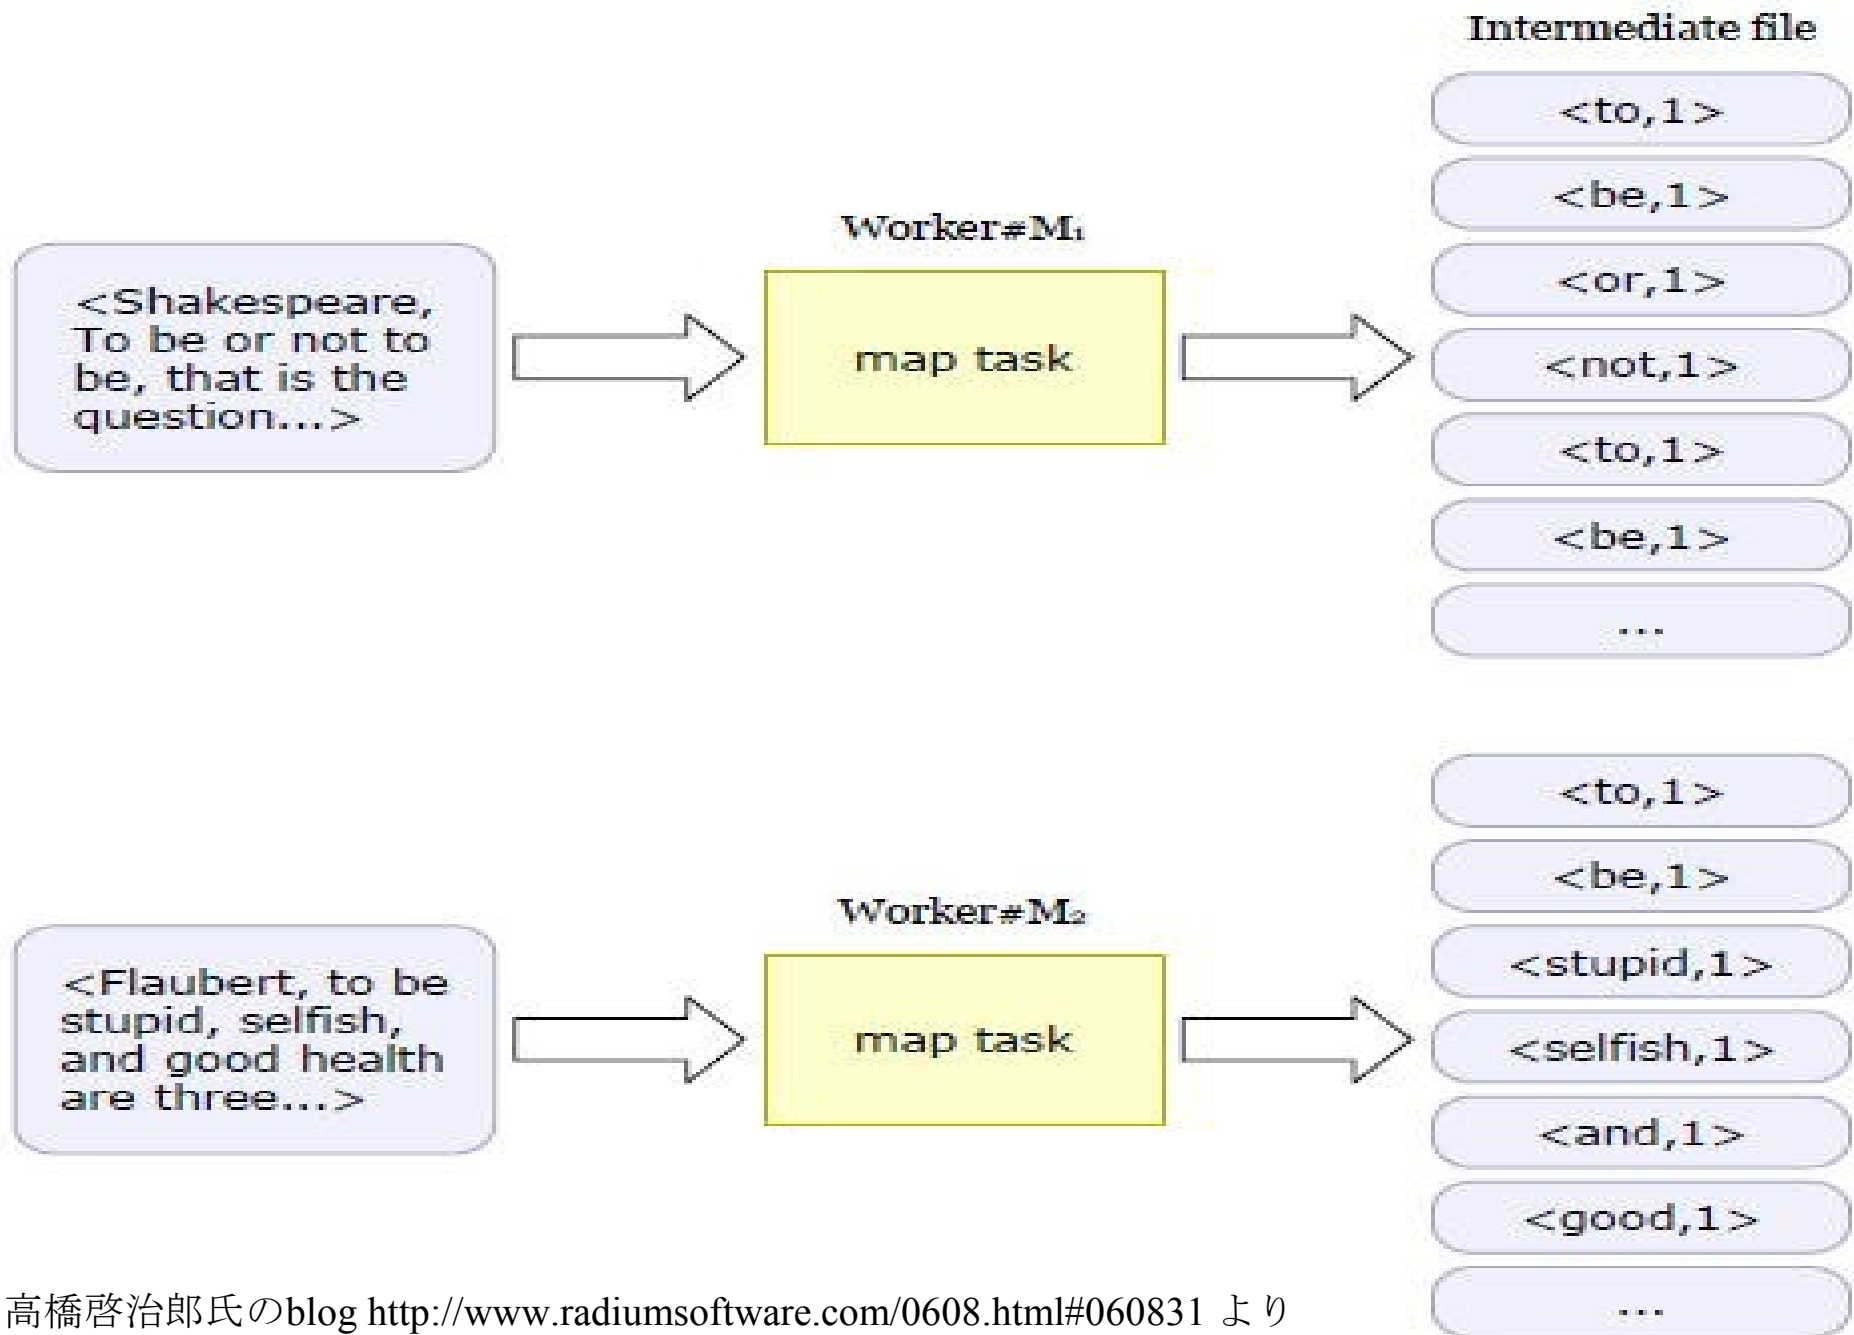 Intermediate file
<to,1>
<be,1>
<or,1>
<not,1>
<to,1>
<be,1>
...
Worker#M₁
<Shakespeare,
To be or not to
be, that is the
question...>
map task
<to,1>
<be,1>
<stupid,1>
<selfish,1>
<and,1>
<good,1>
...
Worker#M₂
<Flaubert, to be
stupid, selfish,
and good health
are three...>
map task
高橋啓治郎氏のblog http://www.radiumsoftware.com/0608.html#060831 より